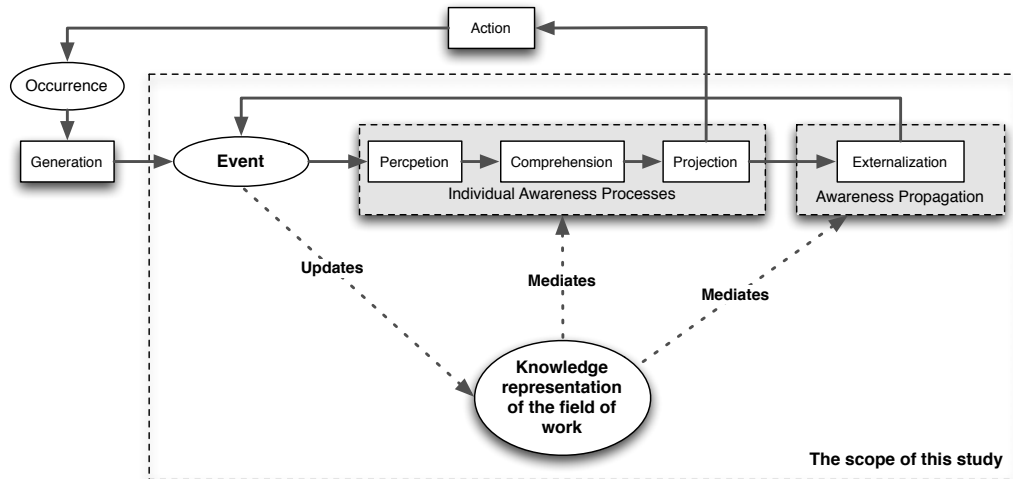 Action
Occurrence
Generation
Event
Percpetion
Comprehension
Projection
Externalization
Individual Awareness Processes
Awareness Propagation
Updates
Mediates
Mediates
Knowledge
representation
of the field of
work
The scope of this study